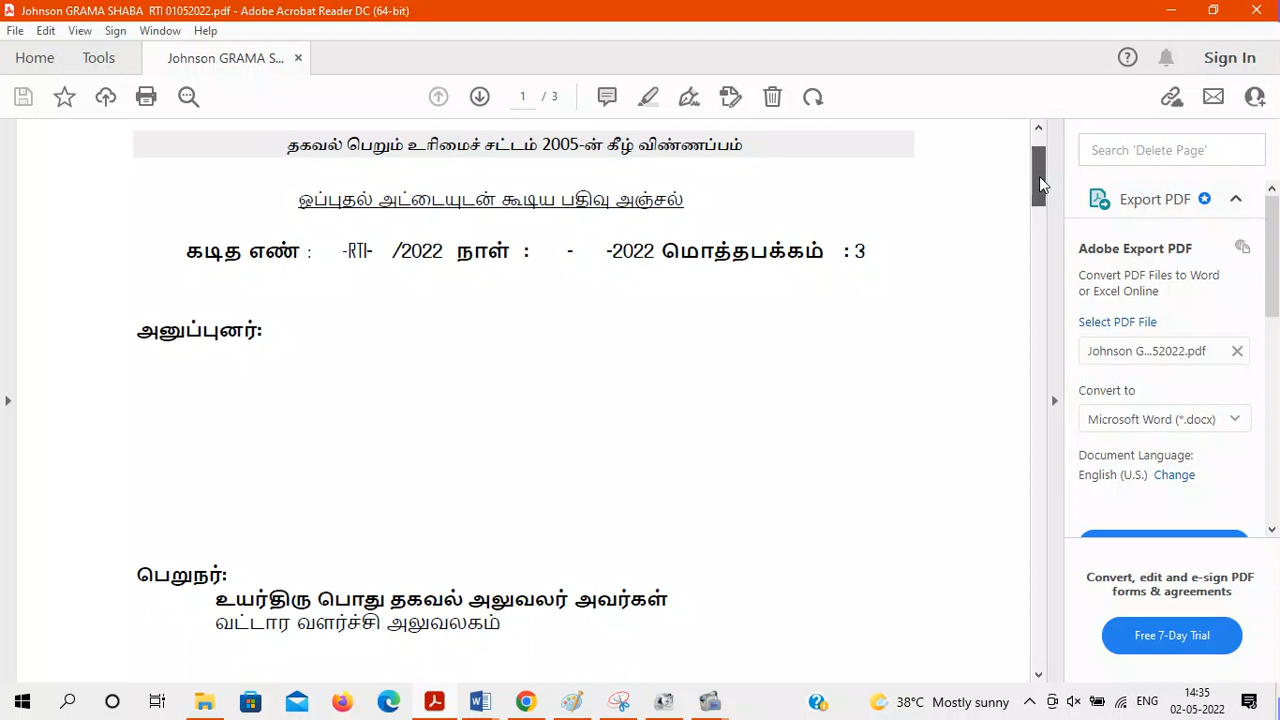 Johnson GRAMA SHABA RTI 01052022.pdf - Adobe Acrobat Reader DC (64-bit)
File Edit View Sign Window Help
Home Tools Johnson GRAMA S... × Sign In
1 / 3
தகவல் பெறும் உரிமைச் சட்டம் 2005-ன் கீழ் விண்ணப்பம்
ஒப்புதல் அட்டையுடன் கூடிய பதிவு அஞ்சல்
கடித எண் : -RTI- /2022 நாள் : - -2022 மொத்தபக்கம் : 3
அனுப்புனர்:
பெறுநர்:
உயர்திரு பொது தகவல் அலுவலர் அவர்கள்
வட்டார வளர்ச்சி அலுவலகம்
Search 'Delete Page'
Export PDF
Adobe Export PDF
Convert PDF Files to Word
or Excel Online
Select PDF File
Johnson G...52022.pdf
Convert to
Microsoft Word (*.docx)
Document Language:
English (U.S.) Change
Convert, edit and e-sign PDF
forms & agreements
Free 7-Day Trial
38°C Mostly sunny ENG 14:35
02-05-2022